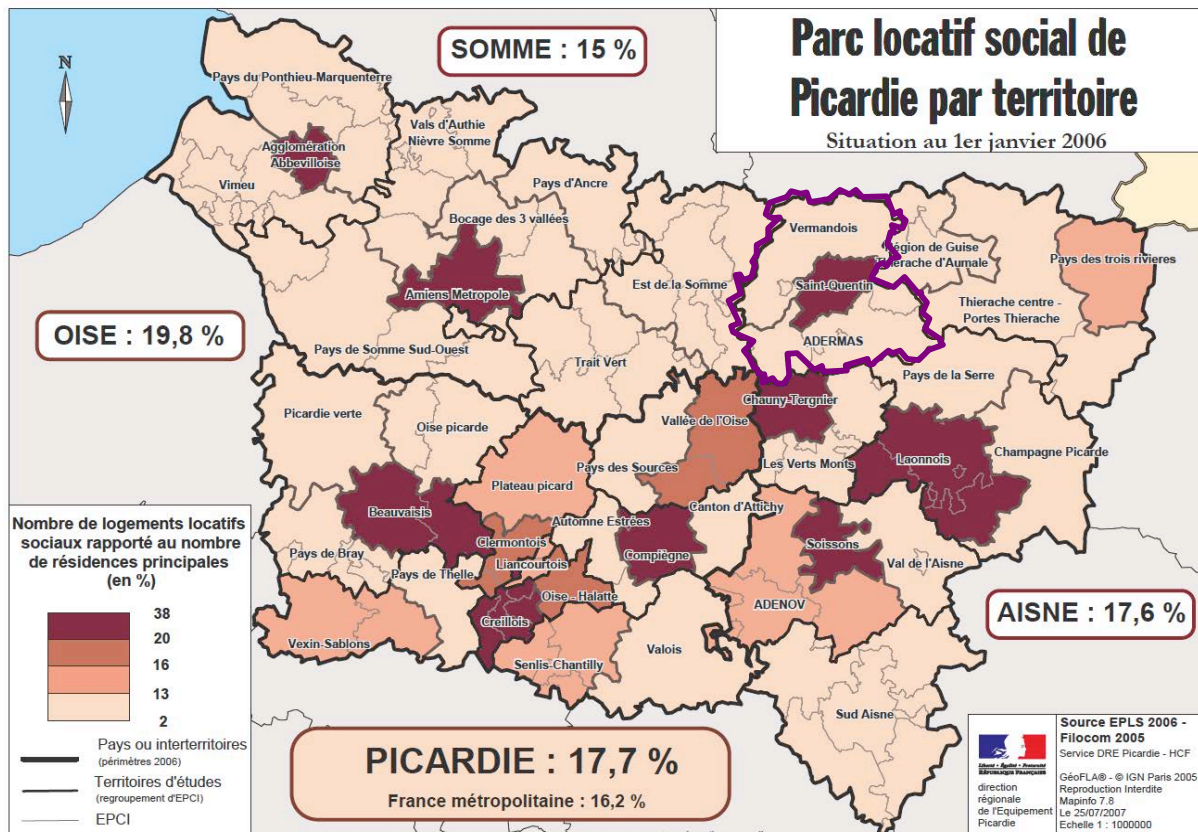 Parc locatif social de
Picardie par territoire
Situation au 1er janvier 2006
SOMME : 15 %
N
Pays du Ponthieu-Marquenterre
Vals d'Authie
Nièvre Somme
Agglomération
Abbevilloise
Vimeu
Pays d'Ancre
Bocage des 3 vallées
Vermandois
Région de Guise
Thierache d'Aumale
Pays des trois rivieres
Amiens Metropole
Est de la Somme
Saint-Quentin
Thierache centre -
Portes Thierache
OISE : 19,8 %
ADERMAS
Pays de Somme Sud-Ouest
Trait Vert
Pays de la Serre
Picardie verte
Oise picarde
Vallée de l'Oise
Chauny-Tergnier
Pays des Sources
Les Verts Monts
Laonnois
Champagne Picarde
Plateau picard
Canton d'Attichy
Beauvaisis
Automne Estrées
Clermontois
Compiègne
Soissons
Pays de Bray
Liancourtois
Val de l'Aisne
Pays de Thelle
Oise - Halatte
ADENOV
AISNE : 17,6 %
Creillois
Vexin-Sablons
Senlis-Chantilly
Valois
Sud Aisne
Nombre de logements locatifs
sociaux rapporté au nombre
de résidences principales
(en %)
38
20
16
13
2
Pays ou interterritoires
(périmètres 2006)
Territoires d'études
(regroupement d'EPCI)
EPCI
PICARDIE : 17,7 %
France métropolitaine : 16,2 %
Liberté • Égalité • Fraternité
RÉPUBLIQUE FRANÇAISE
direction
régionale
de l'Equipement
Picardie
Source EPLS 2006 -
Filocom 2005
Service DRE Picardie - HCF
GéoFLA® - © IGN Paris 2005
Reproduction Interdite
Mapinfo 7.8
Le 25/07/2007
Echelle 1 : 1000000